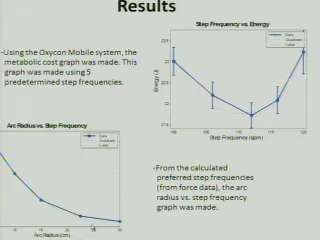 Results
-Using the Oxycon Mobile system, the
metabolic cost graph was made. This
graph was made using 5
predetermined step frequencies.
Step Frequency vs. Energy
Energy (J)
Step Frequency (spm)
Arc Radius vs. Step Frequency
Arc Radius (cm)
-From the calculated
preferred step frequencies
(from force data), the arc
radius vs. step frequency
graph was made.